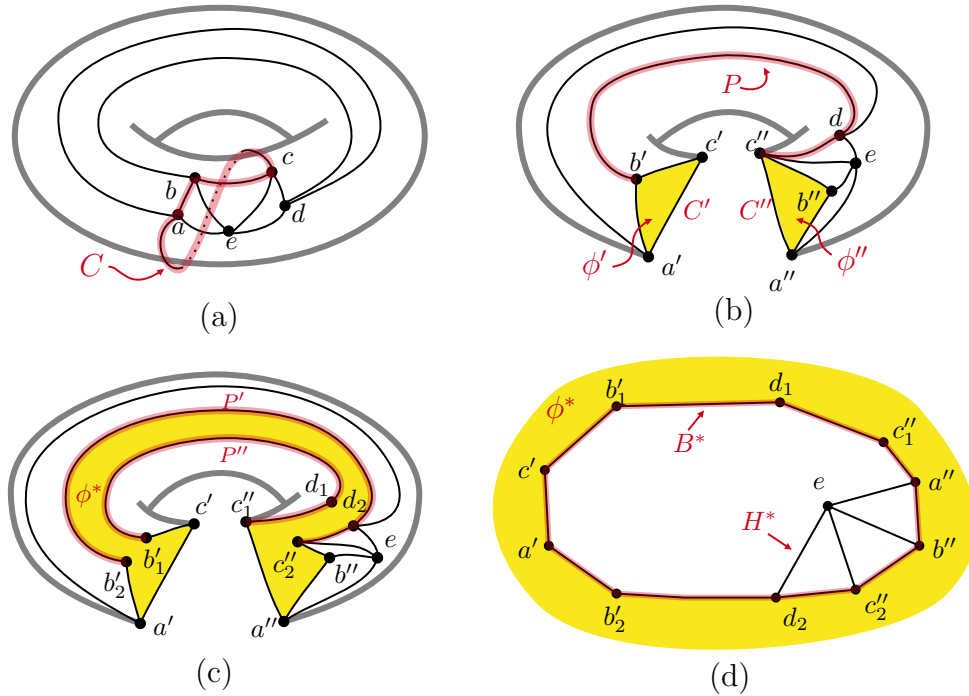 a
b
c
d
e
C
(a)
P
d
e
b′
c′
c″
b″
C′
C″
ϕ′
ϕ″
a′
a″
(b)
P′
P″
ϕ*
c′
c″₁
d₁
d₂
e
b′₁
b′₂
c″₂
b″
a′
a″
(c)
ϕ*
b′₁
d₁
B*
c″₁
c′
e
a″
H*
a′
b″
b′₂
d₂
c″₂
(d)